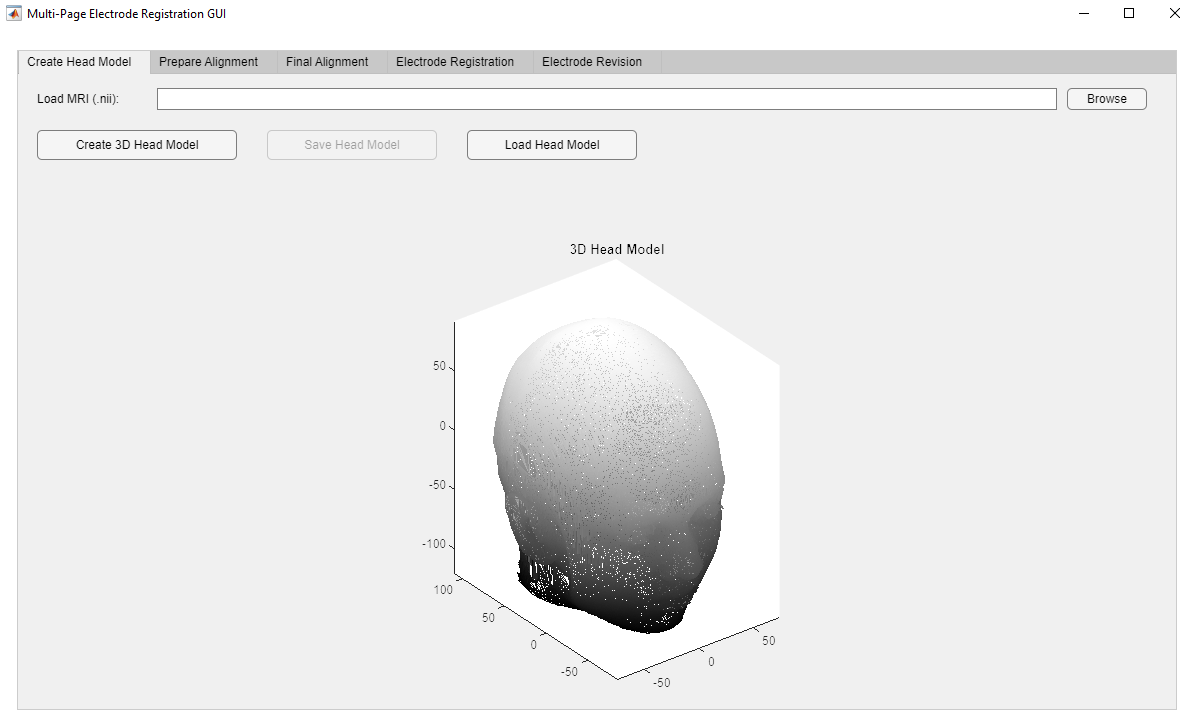 Multi-Page Electrode Registration GUI
Create Head Model Prepare Alignment Final Alignment Electrode Registration Electrode Revision
Load MRI (.nii): Browse
Create 3D Head Model Save Head Model Load Head Model
3D Head Model
50
0
-50
-100
100
50
0
-50
-50
0
50